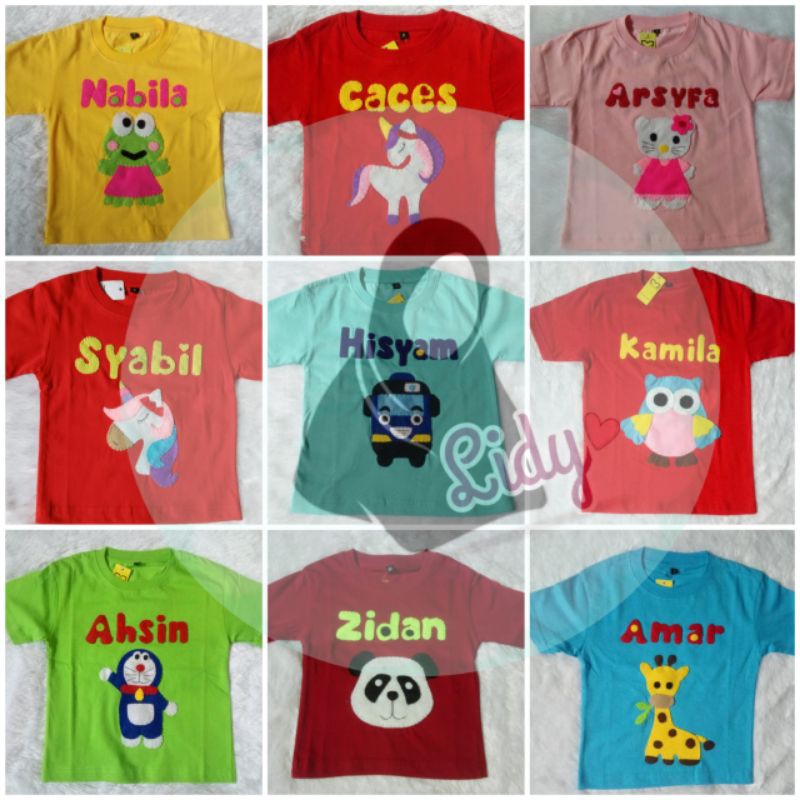 Nabila
Caces
Arsyfa
Syabil
Hisyam
Kamila
Lidy
Ahsin
Zidan
Amar